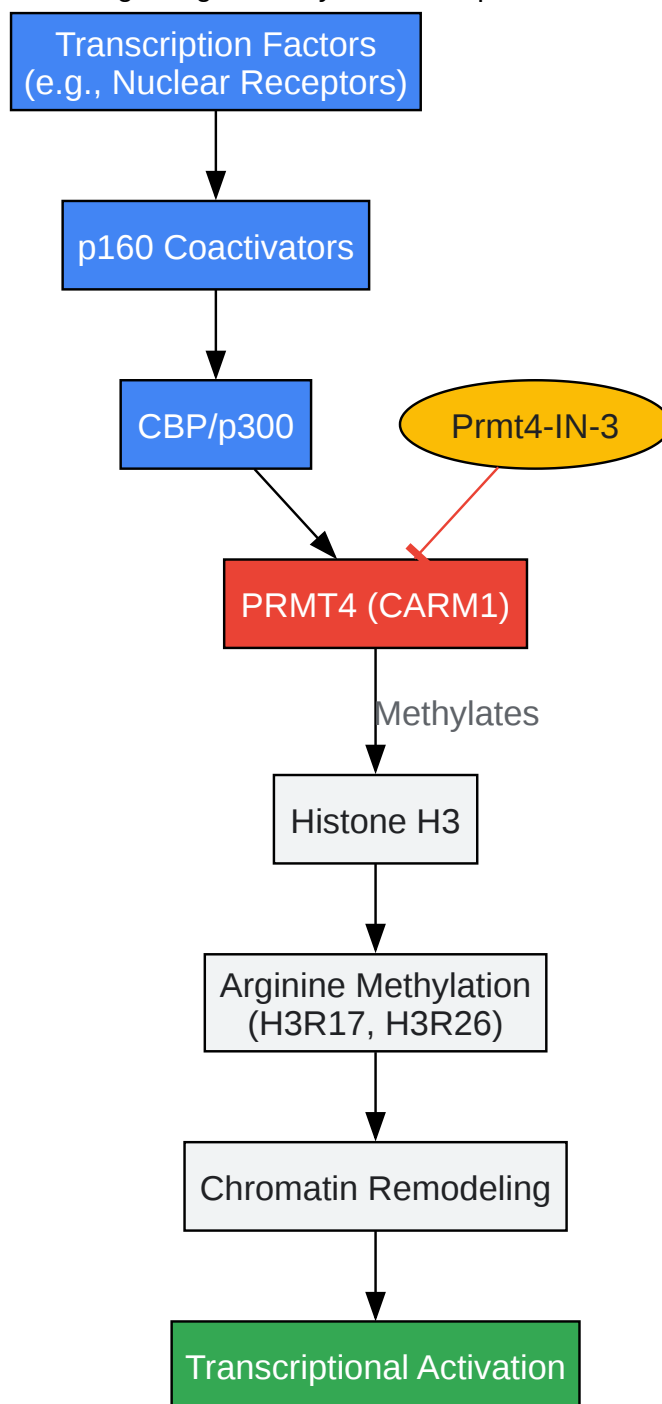 Transcription Factors
(e.g., Nuclear Receptors)
p160 Coactivators
CBP/p300
Prmt4-IN-3
PRMT4 (CARM1)
Methylates
Histone H3
Arginine Methylation
(H3R17, H3R26)
Chromatin Remodeling
Transcriptional Activation